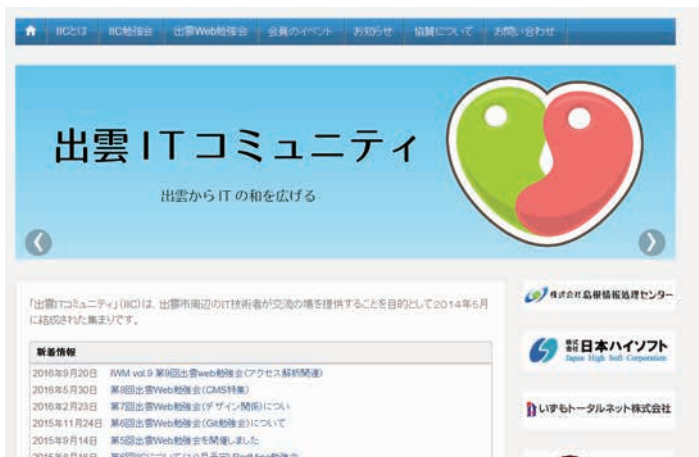 IICとは IIC勉強会 出雲Web勉強会 会員のイベント お知らせ 協賛について お問い合わせ
出雲ITコミュニティ
出雲からITの和を広げる
「出雲ITコミュニティ」(IIC)は、出雲市周辺のIT技術者が交流の場を提供することを目的として2014年5月
に結成された集まりです。
新着情報
2016年9月20日 IWM vol.9 第9回出雲web勉強会(アクセス解析関連)
2016年5月30日 第8回出雲Web勉強会(CMS特集)
2016年2月23日 第7回出雲Web勉強会(デザイン関係)につい
2015年11月24日 第6回出雲Web勉強会(Git勉強会)について
2015年9月14日 第5回出雲Web勉強会を開催しました
株式会社島根情報処理センター
株式会社日本ハイソフト
Japan High Soft Corporation
いずもトータルネット株式会社